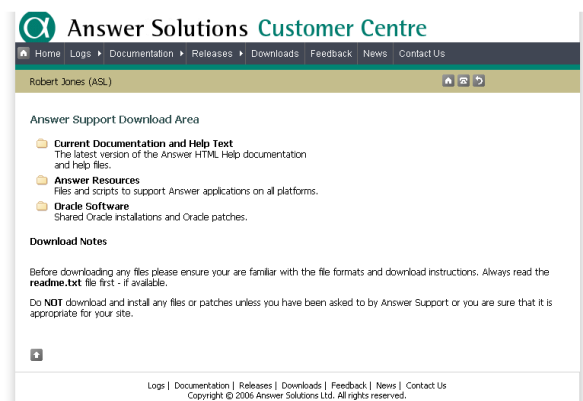 Answer Solutions Customer Centre
Home Logs Documentation Releases Downloads Feedback News Contact Us
Robert Jones (ASL)
Answer Support Download Area
Current Documentation and Help Text
The latest version of the Answer HTML Help documentation
and help files.
Answer Resources
Files and scripts to support Answer applications on all platforms.
Oracle Software
Shared Oracle installations and Oracle patches.
Download Notes
Before downloading any files please ensure your are familiar with the file formats and download instructions. Always read the
readme.txt file first - if available.
Do NOT download and install any files or patches unless you have been asked to by Answer Support or you are sure that it is
appropriate for your site.
Logs | Documentation | Releases | Downloads | Feedback | News | Contact Us
Copyright © 2006 Answer Solutions Ltd. All rights reserved.